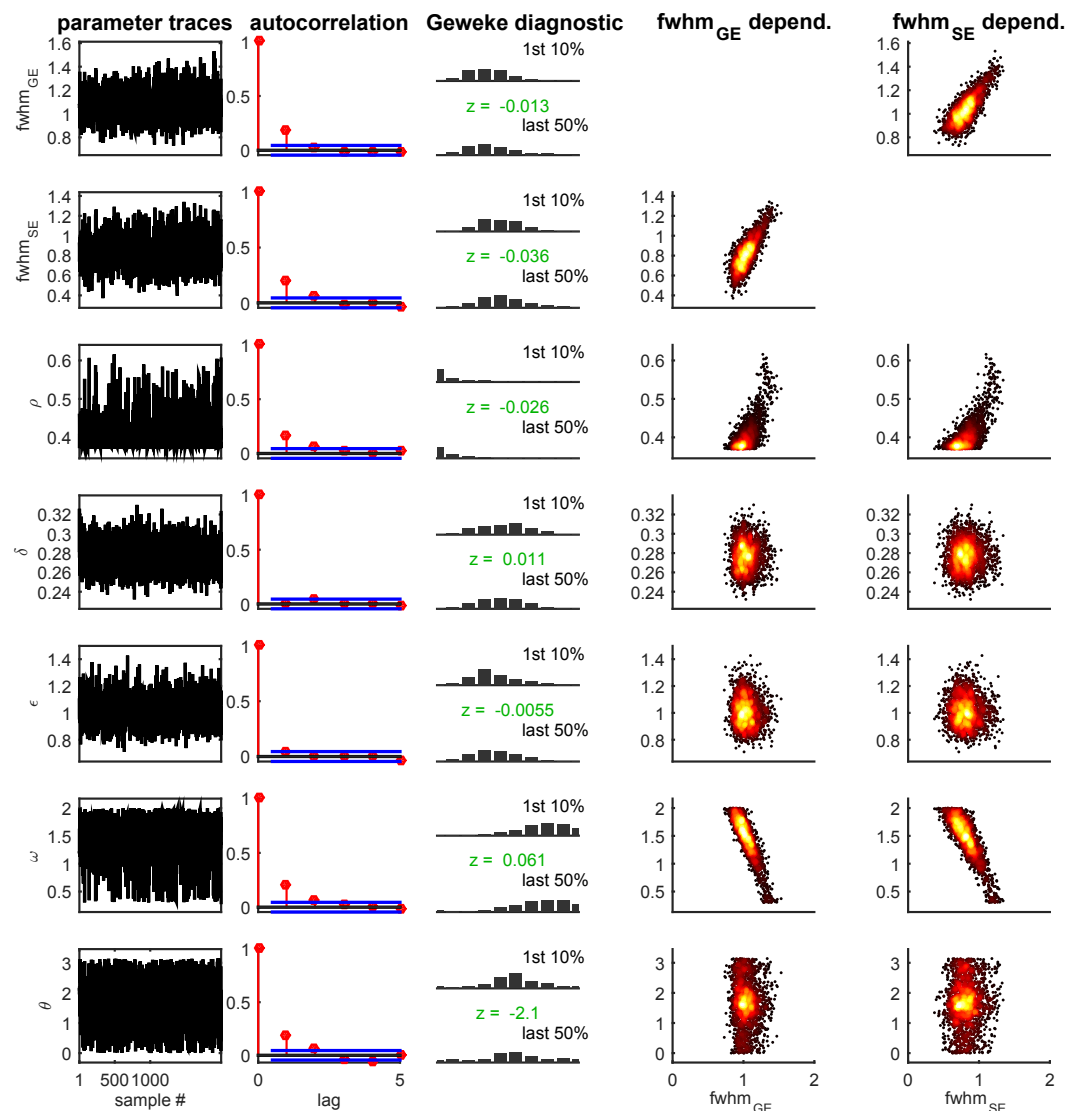 parameter traces autocorrelation Geweke diagnostic fwhm_GE depend. fwhm_SE depend.
fwhm_GE
1.6
1.4
1.2
1
0.8
1
0.5
0
1st 10%
z = -0.013
last 50%
1.6
1.4
1.2
1
0.8
fwhm_SE
1.4
1.2
1
0.8
0.6
0.4
1
0.5
0
1st 10%
z = -0.036
last 50%
1.4
1.2
1
0.8
0.6
0.4
ρ
0.6
0.5
0.4
1
0.5
0
1st 10%
z = -0.026
last 50%
0.6
0.5
0.4
0.6
0.5
0.4
δ
0.32
0.3
0.28
0.26
0.24
1
0.5
0
1st 10%
z = 0.011
last 50%
0.32
0.3
0.28
0.26
0.24
0.32
0.3
0.28
0.26
0.24
ϵ
1.4
1.2
1
0.8
1
0.5
0
1st 10%
z = -0.0055
last 50%
1.4
1.2
1
0.8
1.4
1.2
1
0.8
ω
2
1.5
1
0.5
1
0.5
0
1st 10%
z = 0.061
last 50%
2
1.5
1
0.5
2
1.5
1
0.5
θ
3
2
1
0
1
0.5
0
1st 10%
z = -2.1
last 50%
3
2
1
0
3
2
1
0
1 500 1000
sample #
0 5
lag
0 1 2
fwhm_GE
0 1 2
fwhm_SE